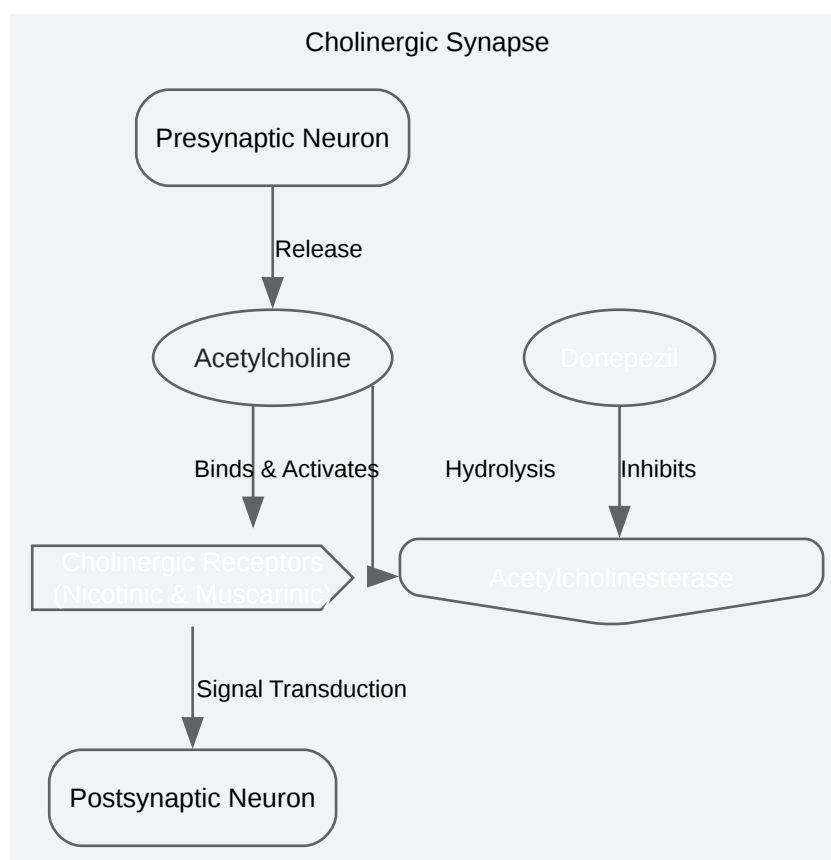 Cholinergic Synapse
Presynaptic Neuron
Release
Acetylcholine
Donepezil
Binds & Activates
Hydrolysis
Inhibits
Cholinergic Receptors
(Nicotinic & Muscarinic)
Acetylcholinesterase
Signal Transduction
Postsynaptic Neuron